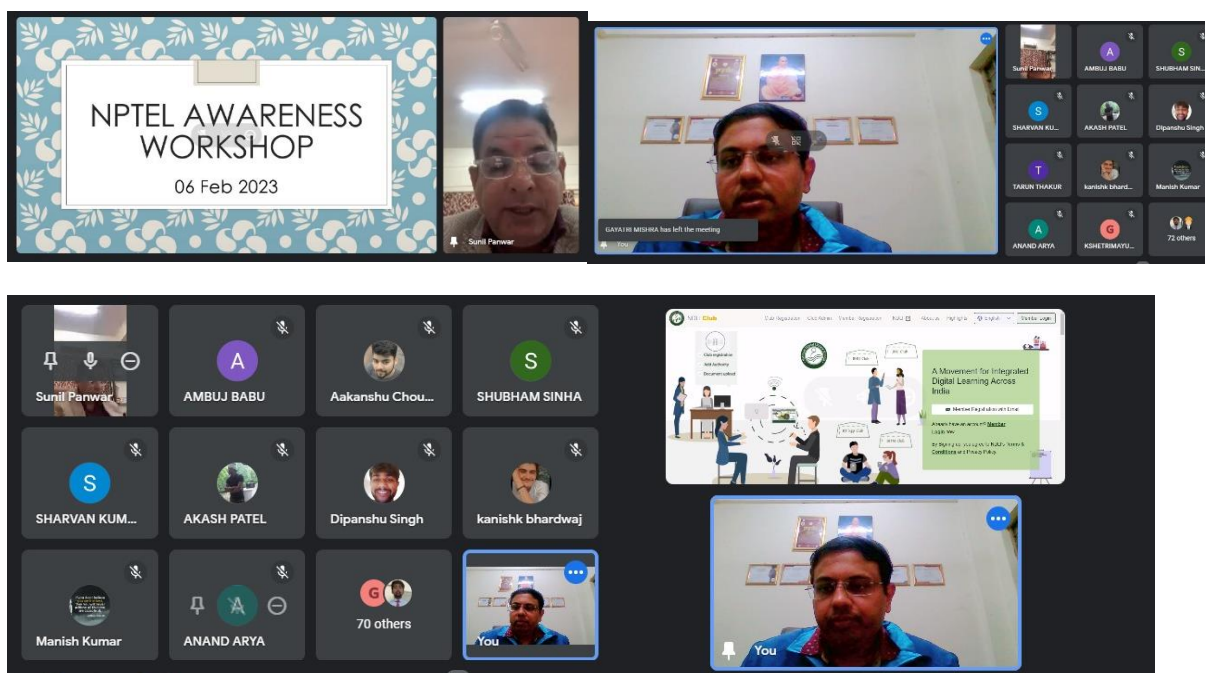 NPTEL AWARENESS
WORKSHOP
06 Feb 2023
Sunil Panwar
GAYATRI MISHRA has left the meeting
You
Sunil Panwar
AMBUJ BABU
SHUBHAM SIN...
SHARVAN KU...
AKASH PATEL
Dipanshu Singh
T
TARUN THAKUR
kanishk bhard...
Manish Kumar
A
ANAND ARYA
G
KSHETRIMAYU...
72 others
Sunil Panwar
A
AMBUJ BABU
Aakanshu Chou...
S
SHUBHAM SINHA
S
SHARVAN KUM...
AKASH PATEL
Dipanshu Singh
kanishk bhardwaj
Manish Kumar
A
ANAND ARYA
G
70 others
You
Club
Member Login
A Movement for Integrated
Digital Learning Across
India
You